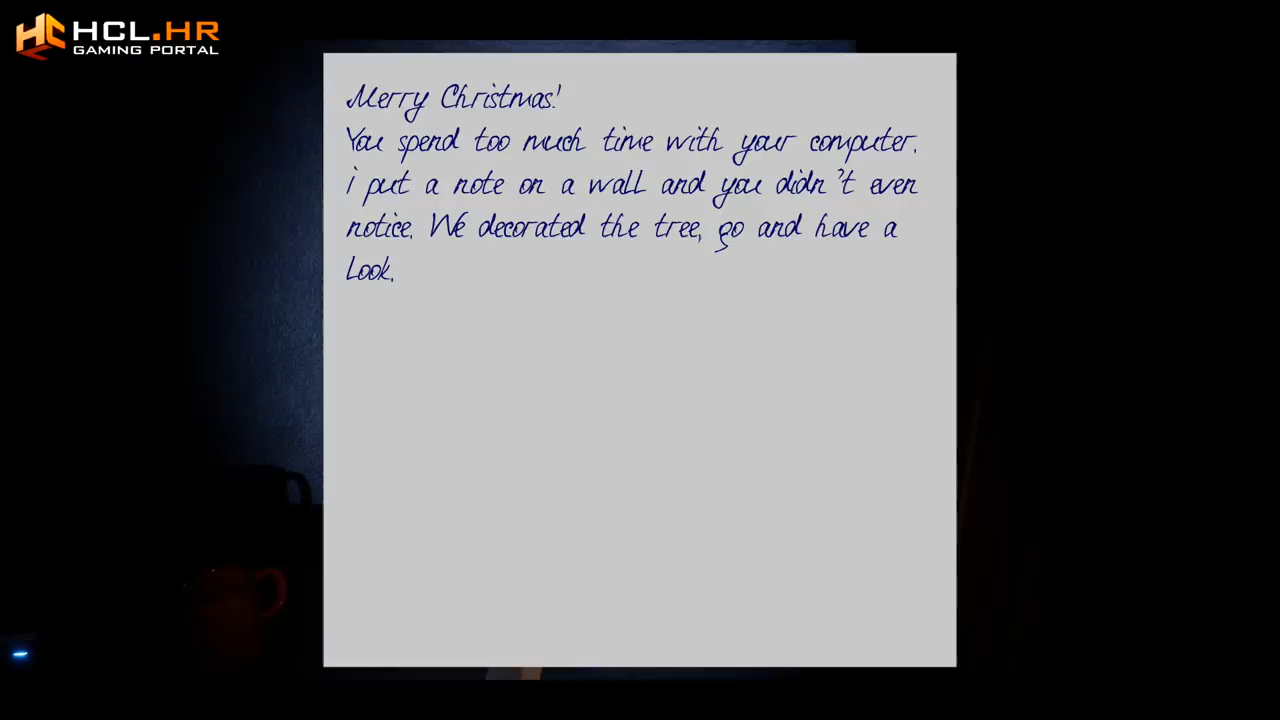 HCL.HR
GAMING PORTAL
Merry Christmas!
You spend too much time with your computer.
i put a note on a wall and you didn't even
notice. We decorated the tree, go and have a
Look.